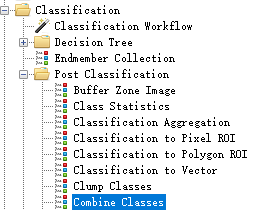 Classification
Classification Workflow
Decision Tree
Endmember Collection
Post Classification
Buffer Zone Image
Class Statistics
Classification Aggregation
Classification to Pixel ROI
Classification to Polygon ROI
Classification to Vector
Clump Classes
Combine Classes